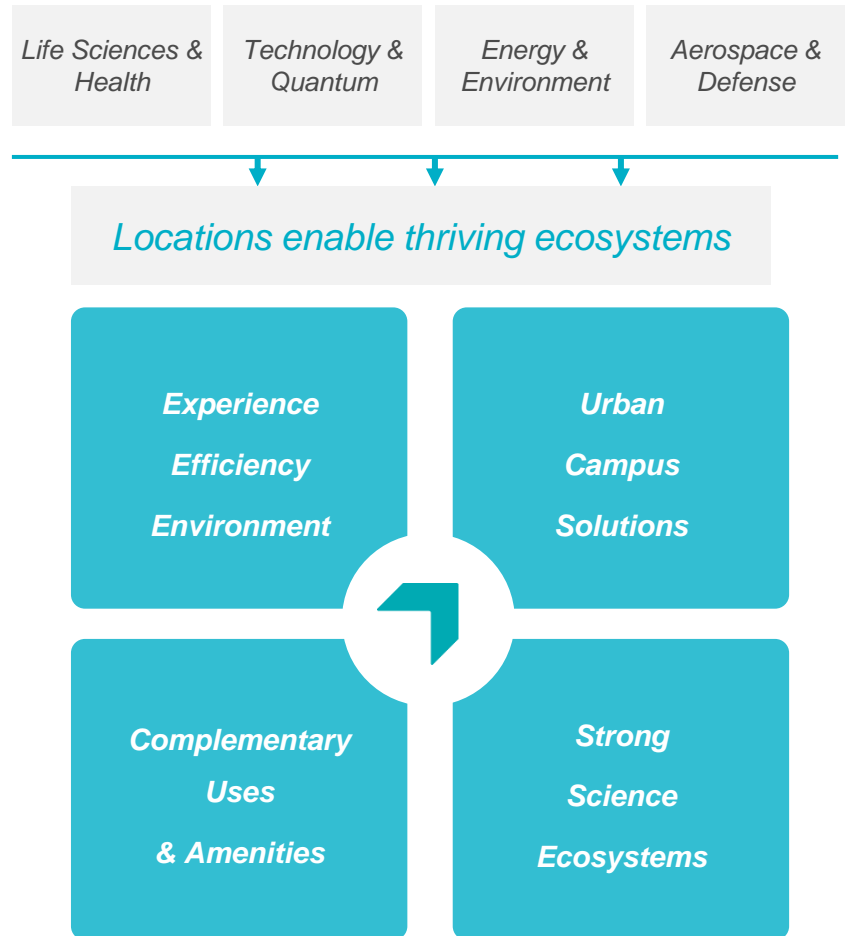 Life Sciences &
Health
Technology &
Quantum
Energy &
Environment
Aerospace &
Defense
Locations enable thriving ecosystems
Experience
Efficiency
Environment
Urban
Campus
Solutions
Complementary
Uses
& Amenities
Strong
Science
Ecosystems